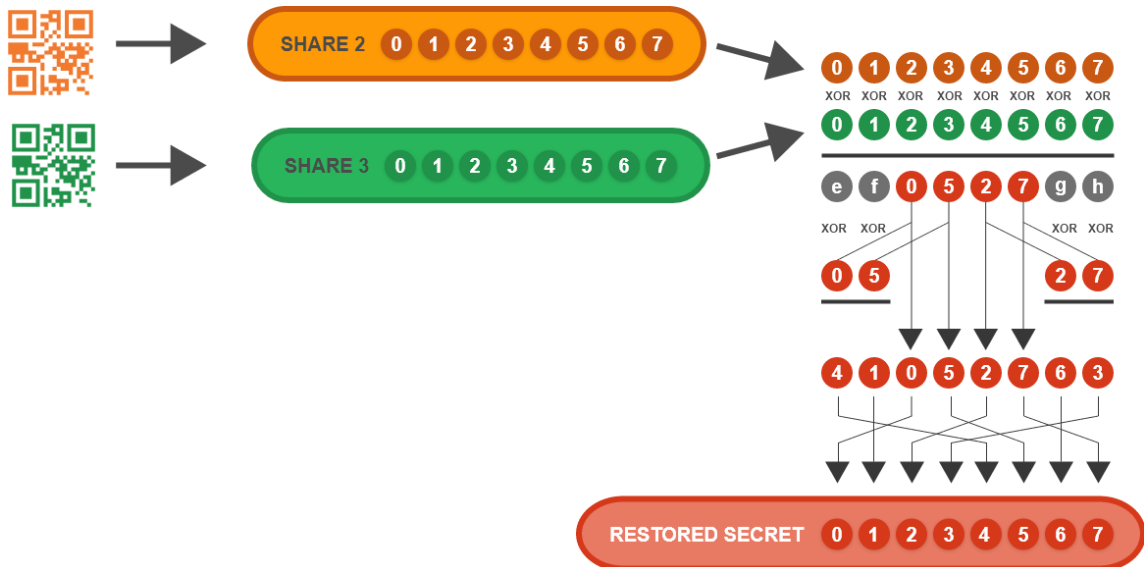 SHARE 2 0 1 2 3 4 5 6 7
0 1 2 3 4 5 6 7
XOR XOR XOR XOR XOR XOR XOR XOR
SHARE 3 0 1 2 3 4 5 6 7
0 1 2 3 4 5 6 7
e f 0 5 2 7 g h
XOR XOR XOR XOR
0 5 2 7
4 1 0 5 2 7 6 3
RESTORED SECRET 0 1 2 3 4 5 6 7